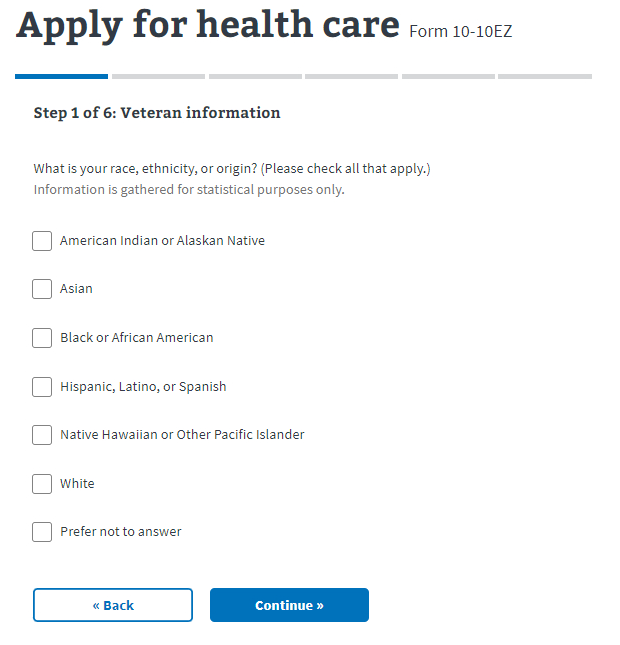 Apply for health care Form 10-10EZ
Step 1 of 6: Veteran information
What is your race, ethnicity, or origin? (Please check all that apply.)
Information is gathered for statistical purposes only.
American Indian or Alaskan Native
Asian
Black or African American
Hispanic, Latino, or Spanish
Native Hawaiian or Other Pacific Islander
White
Prefer not to answer
« Back Continue »